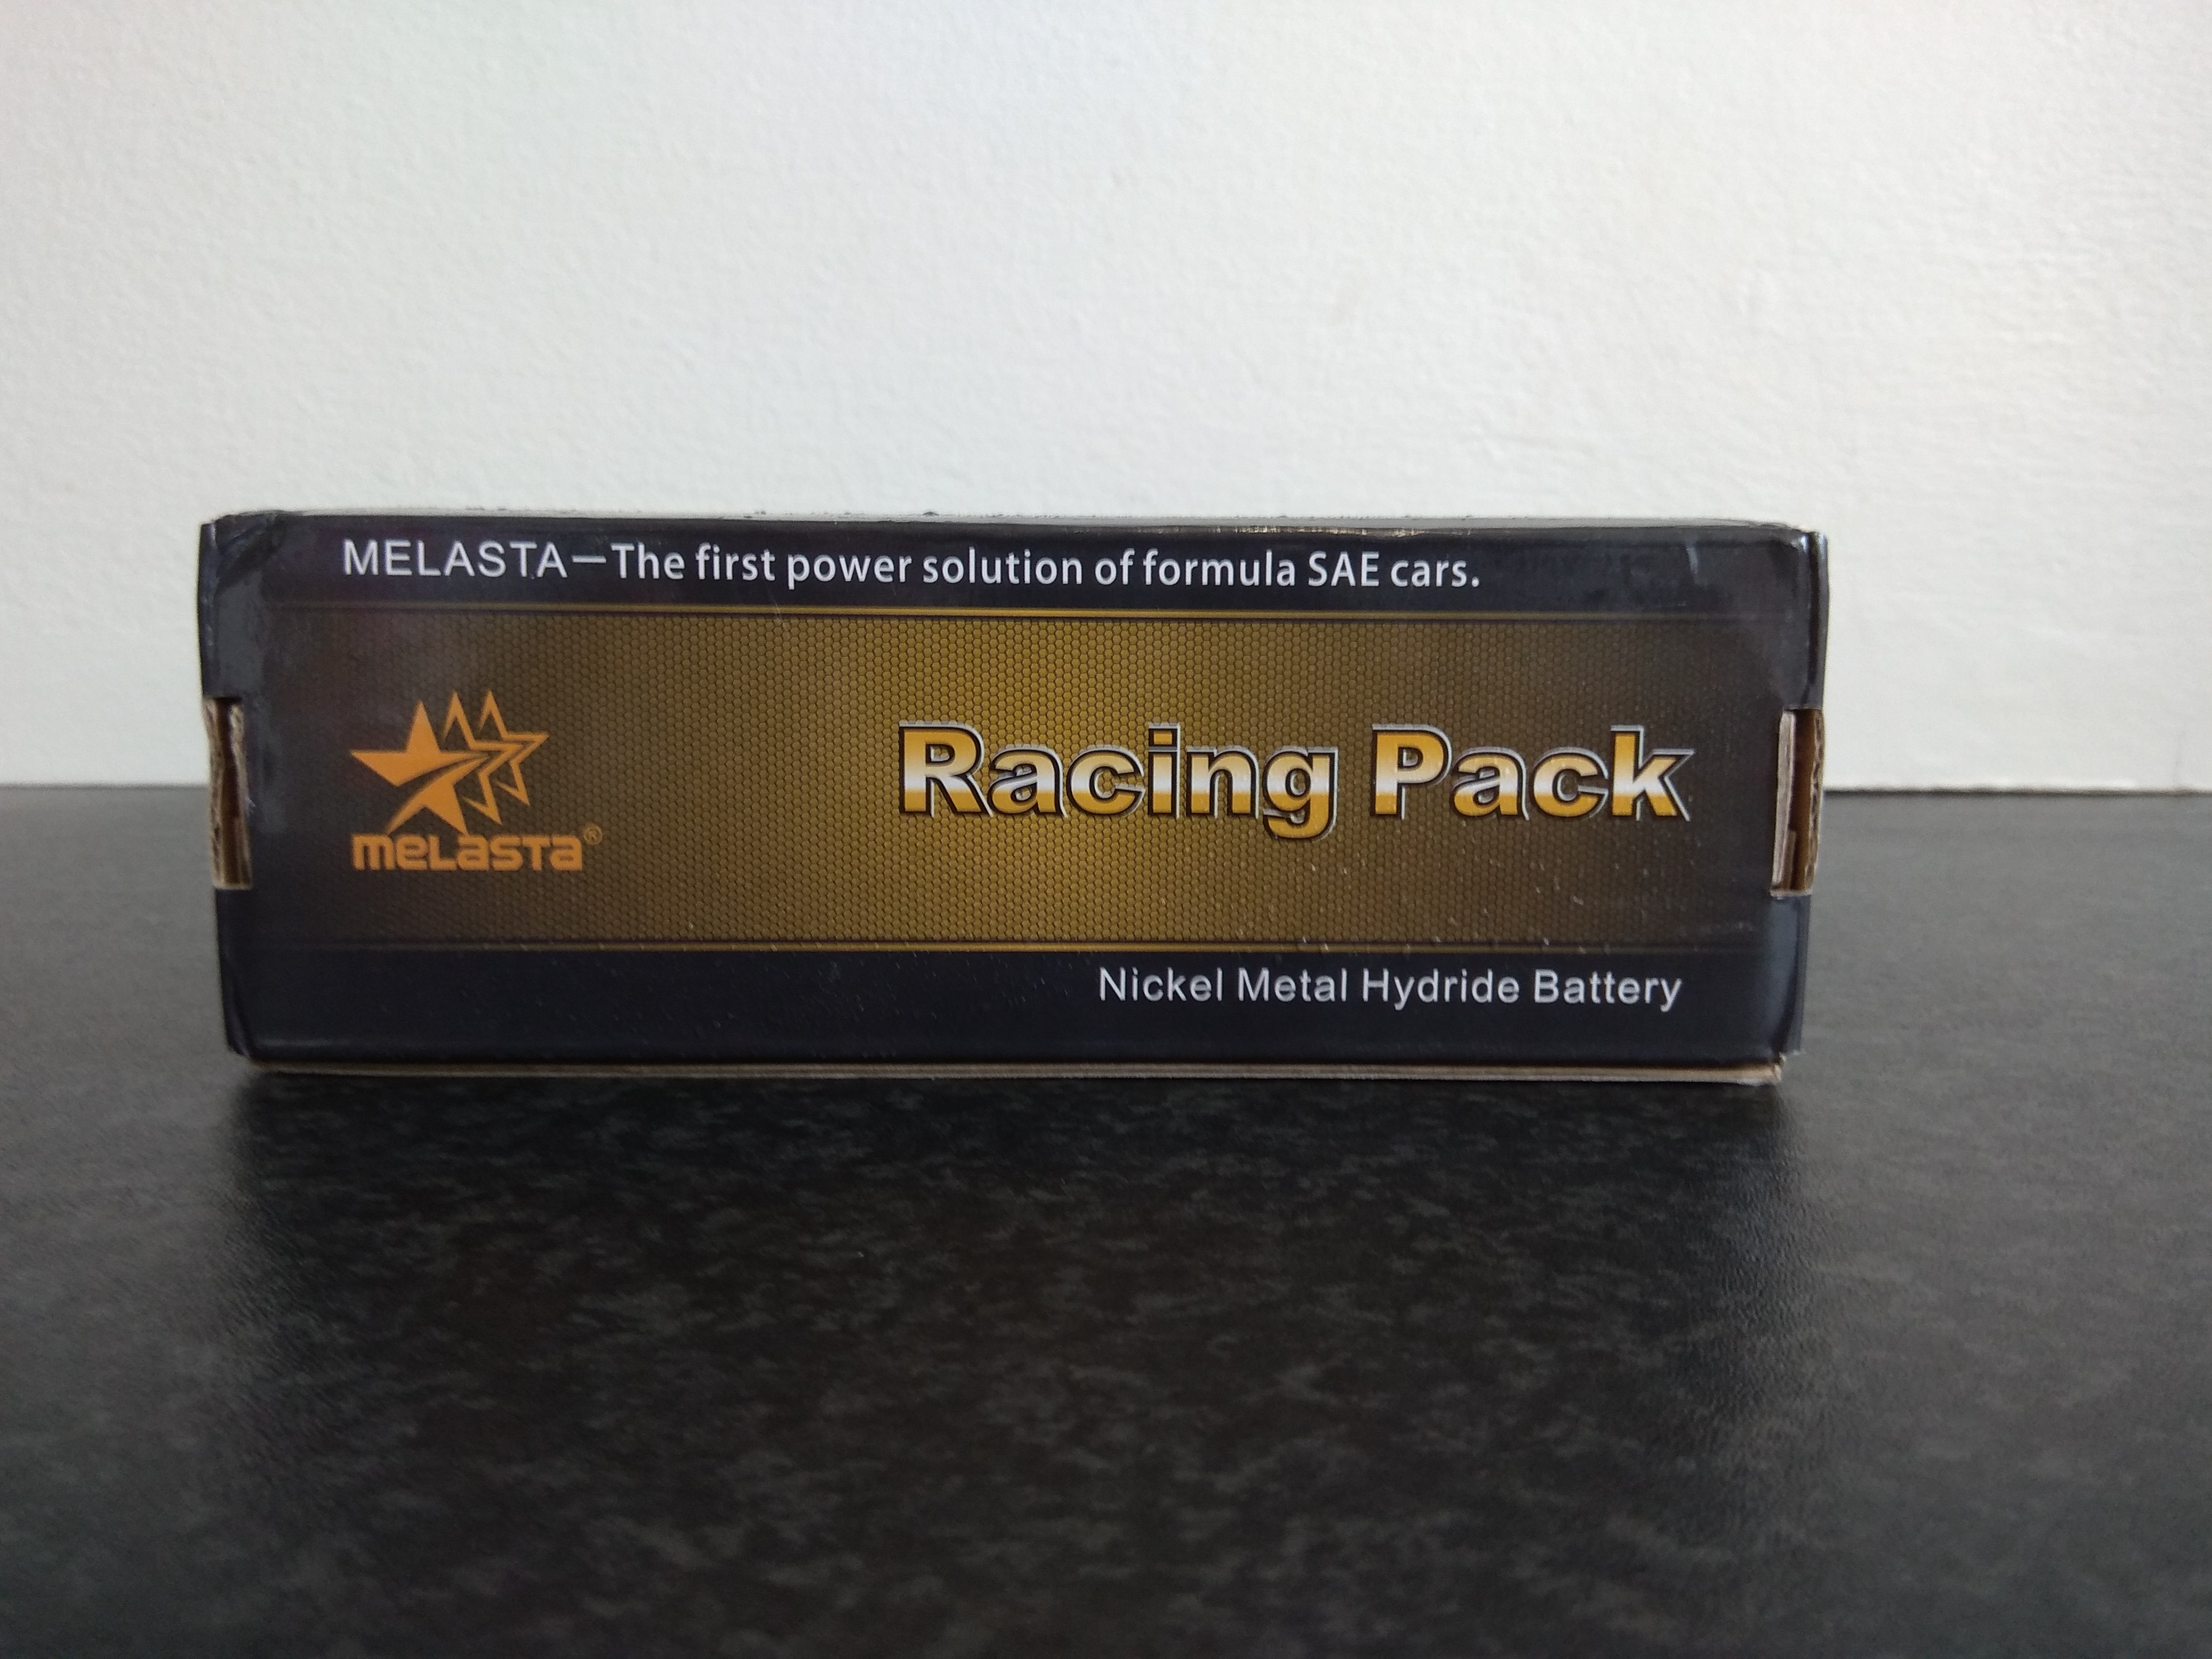 MELASTA—The first power solution of formula SAE cars.
Racing Pack
meLasTa®
Nickel Metal Hydride Battery